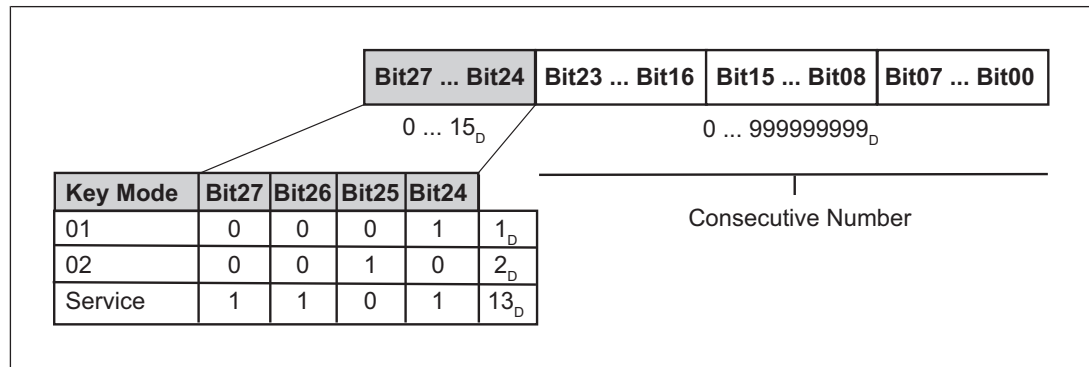 Bit27 ... Bit24 Bit23 ... Bit16 Bit15 ... Bit08 Bit07 ... Bit00
0 ... 15D 0 ... 999999999D
Key Mode Bit27 Bit26 Bit25 Bit24
Consecutive Number
01 0 0 0 1 1D
02 0 0 1 0 2D
Service 1 1 0 1 13D